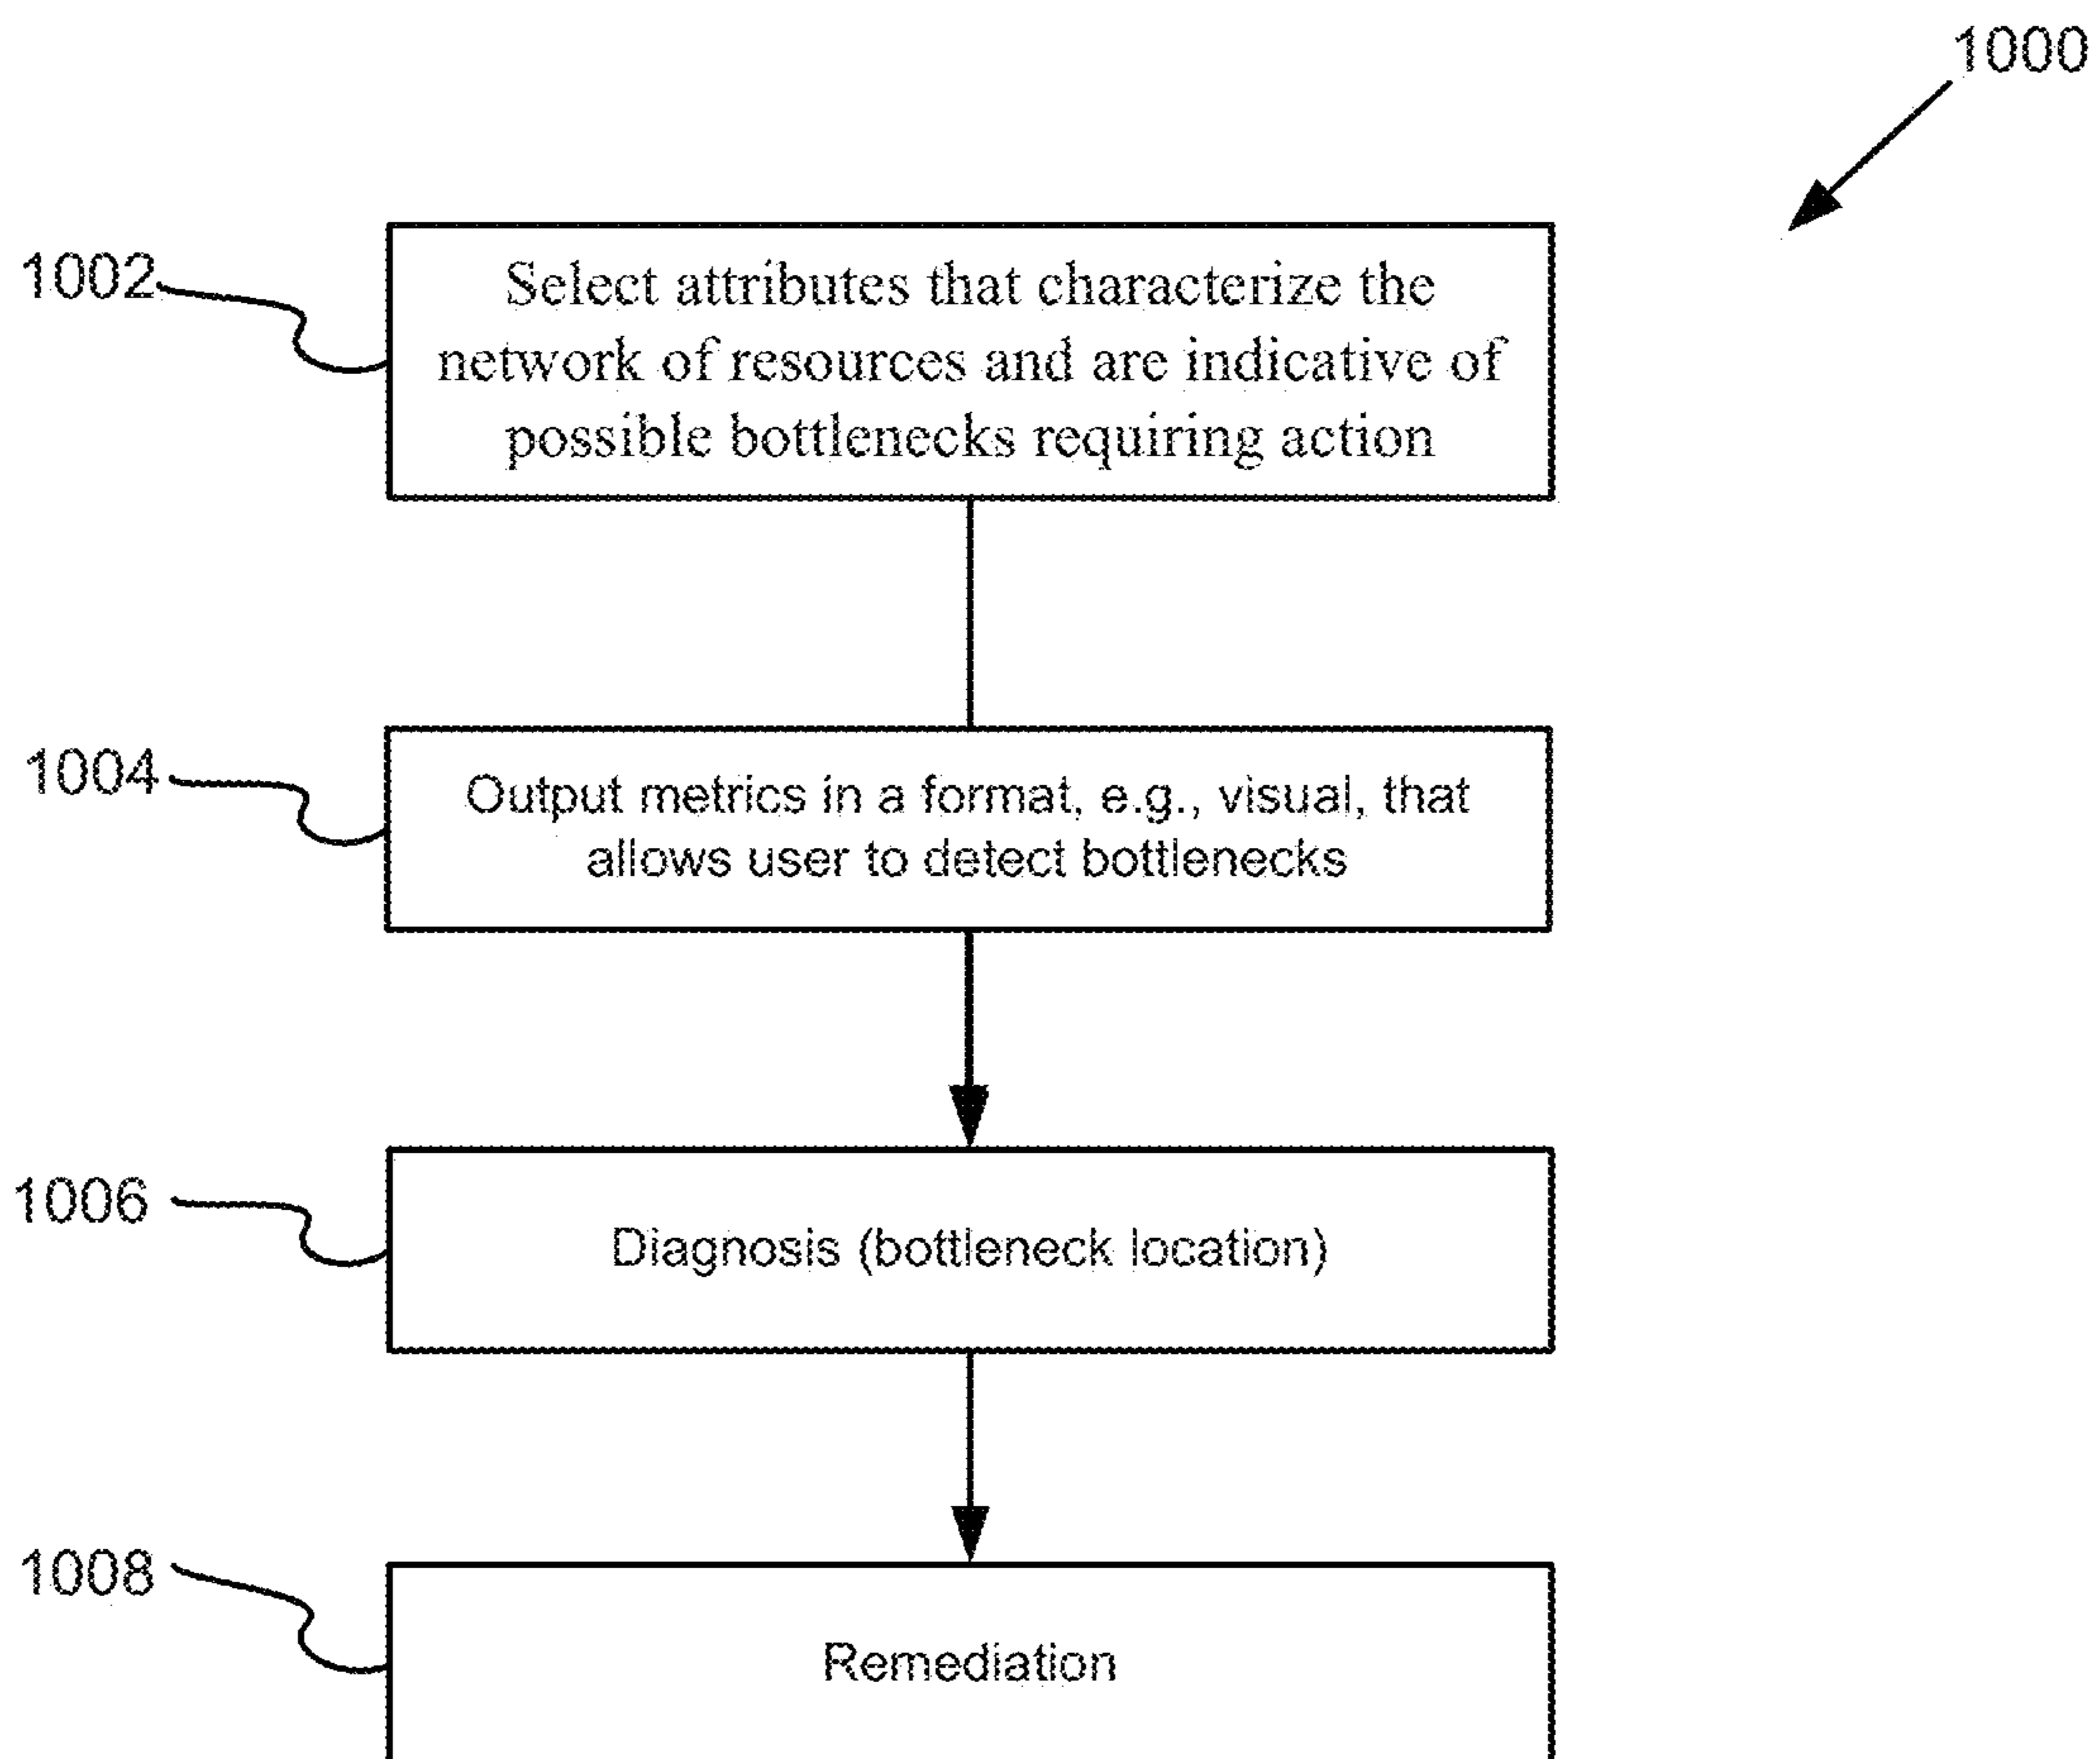 1000
1002
Select attributes that characterize the
network of resources and are indicative of
possible bottlenecks requiring action
1004
Output metrics in a format, e.g., visual, that
allows user to detect bottlenecks
1006
Diagnosis (bottleneck location)
1008
Remediation